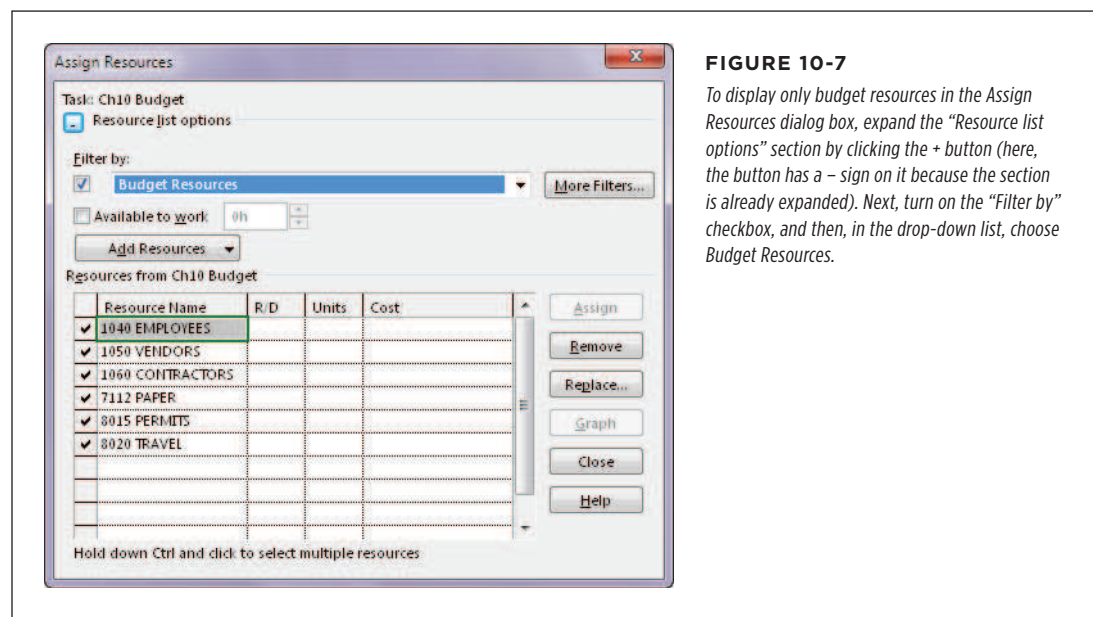 Assign Resources
Task: Ch10 Budget
Resource list options
Filter by:
Budget Resources
More Filters...
Available to work 0h
Add Resources
Resources from Ch10 Budget
Resource Name R/D Units Cost
1040 EMPLOYEES
1050 VENDORS
1060 CONTRACTORS
7112 PAPER
8015 PERMITS
8020 TRAVEL
Assign
Remove
Replace...
Graph
Close
Help
Hold down Ctrl and click to select multiple resources
FIGURE 10-7
To display only budget resources in the Assign
Resources dialog box, expand the “Resource list
options” section by clicking the + button (here,
the button has a – sign on it because the section
is already expanded). Next, turn on the “Filter by”
checkbox, and then, in the drop-down list, choose
Budget Resources.